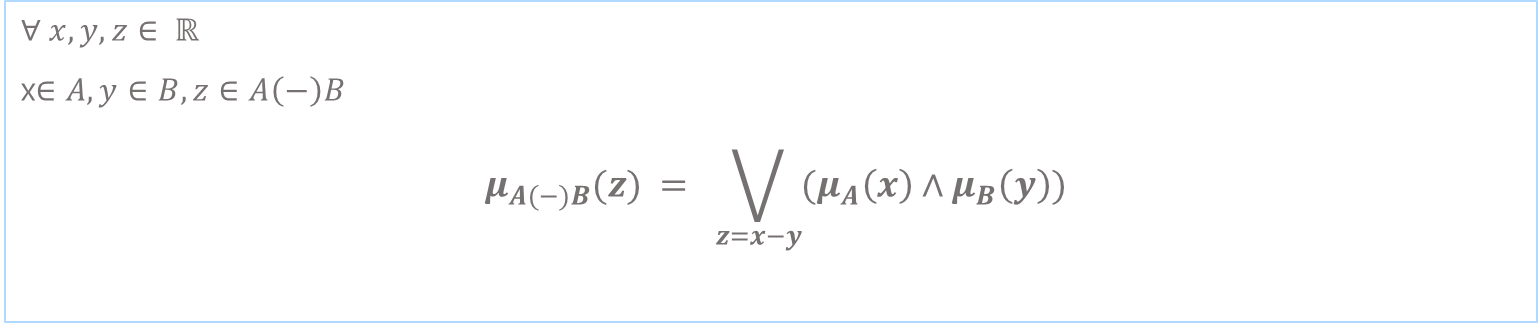 ∀ x, y, z ∈ ℝ
x∈ A, y ∈ B, z ∈ A(−)B
μ_{A(−)B}(z) = ⋁_{z=x−y} (μ_A(x) ∧ μ_B(y))